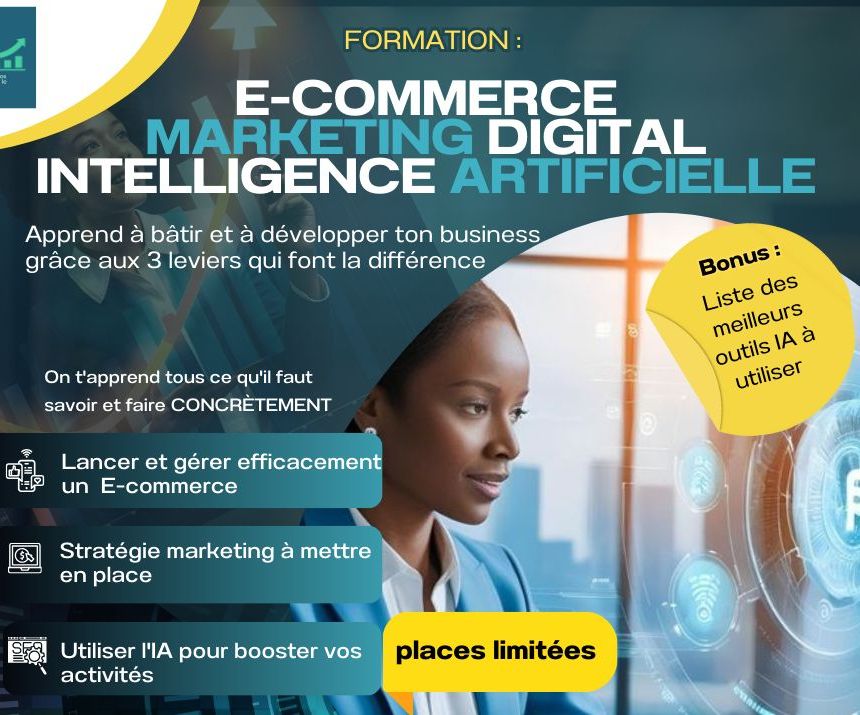 FORMATION :
E-COMMERCE
MARKETING DIGITAL
INTELLIGENCE ARTIFICIELLE
Apprend à bâtir et à développer ton business
grâce aux 3 leviers qui font la différence
Bonus :
Liste des
meilleurs
outils IA à
utiliser
On t'apprend tous ce qu'il faut
savoir et faire CONCRÈTEMENT
Lancer et gérer efficacement
un E-commerce
Stratégie marketing à mettre
en place
Utiliser l'IA pour booster vos
activités
places limitées